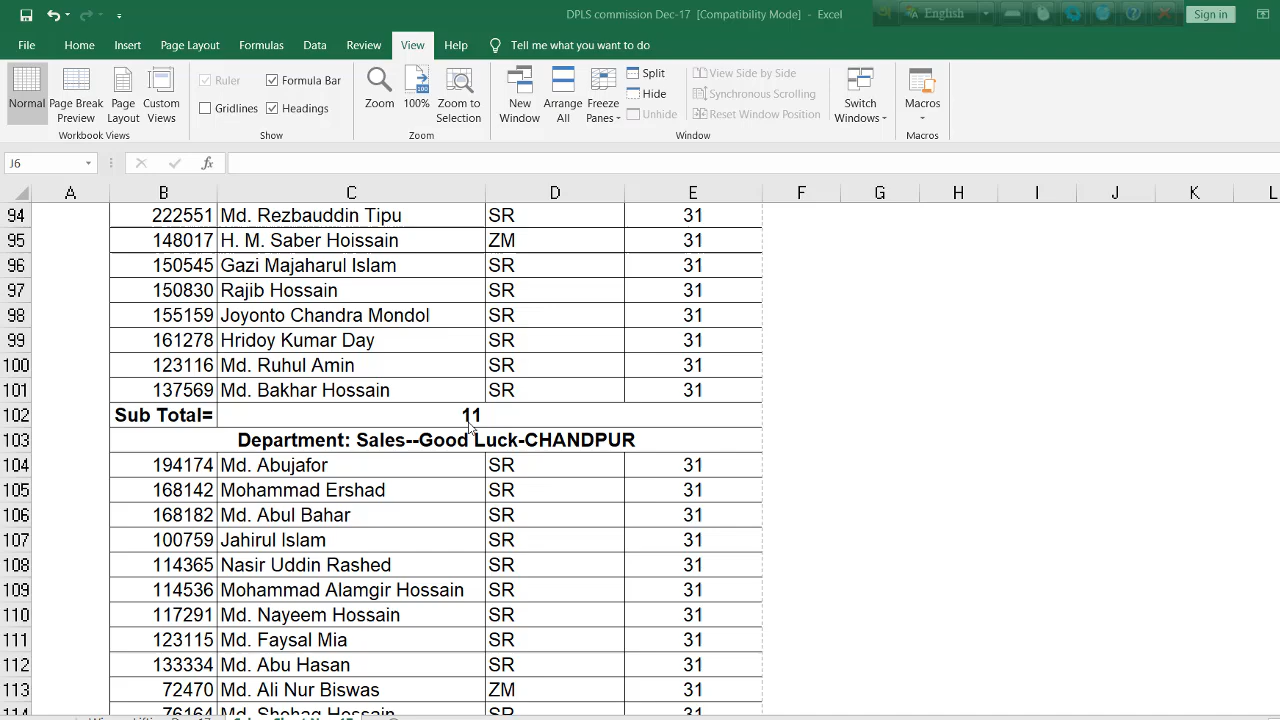 DPLS commission Dec-17 [Compatibility Mode] - Excel
English
Sign in
File Home Insert Page Layout Formulas Data Review View Help Tell me what you want to do
Normal
Page Break Preview
Page Layout
Custom Views
Workbook Views
Ruler
Formula Bar
Gridlines
Headings
Show
Zoom
100%
Zoom to Selection
Zoom
New Window
Arrange All
Freeze Panes
Split
Hide
Unhide
View Side by Side
Synchronous Scrolling
Reset Window Position
Window
Switch Windows
Macros
Macros
J6
fx
A B C D E F G H I J K L
94 222551 Md. Rezbauddin Tipu SR 31
95 148017 H. M. Saber Hoissain ZM 31
96 150545 Gazi Majaharul Islam SR 31
97 150830 Rajib Hossain SR 31
98 155159 Joyonto Chandra Mondol SR 31
99 161278 Hridoy Kumar Day SR 31
100 123116 Md. Ruhul Amin SR 31
101 137569 Md. Bakhar Hossain SR 31
102 Sub Total= 11
103 Department: Sales--Good Luck-CHANDPUR
104 194174 Md. Abujafor SR 31
105 168142 Mohammad Ershad SR 31
106 168182 Md. Abul Bahar SR 31
107 100759 Jahirul Islam SR 31
108 114365 Nasir Uddin Rashed SR 31
109 114536 Mohammad Alamgir Hossain SR 31
110 117291 Md. Nayeem Hossain SR 31
111 123115 Md. Faysal Mia SR 31
112 133334 Md. Abu Hasan SR 31
113 72470 Md. Ali Nur Biswas ZM 31
114 76164 Md. Shohag Hossain SR 31